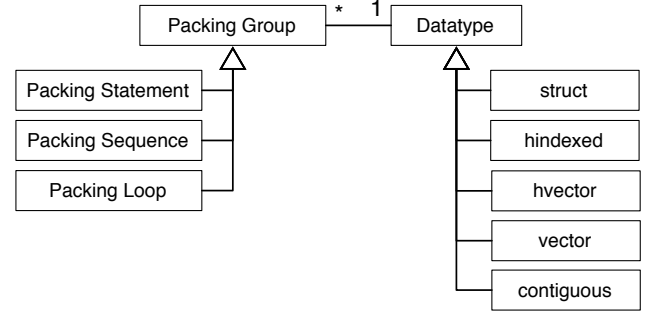 Packing Group
* 1
Datatype
Packing Statement
Packing Sequence
Packing Loop
struct
hindexed
hvector
vector
contiguous